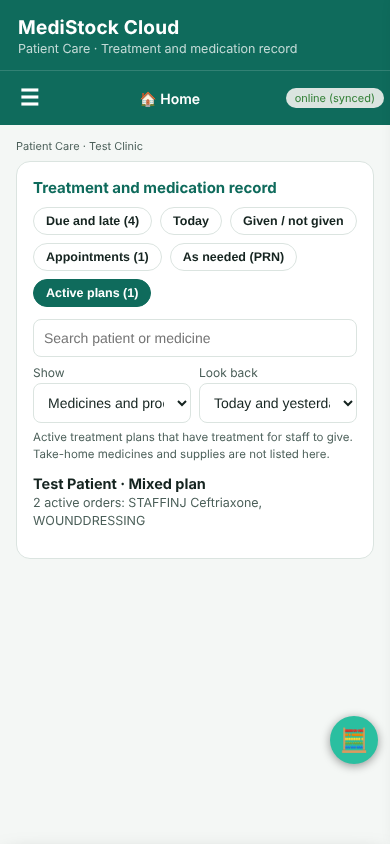 MediStock Cloud
Patient Care · Treatment and medication record
Home
online (synced)
Patient Care · Test Clinic
Treatment and medication record
Due and late (4)
Today
Given / not given
Appointments (1)
As needed (PRN)
Active plans (1)
Search patient or medicine
Show
Look back
Medicines and pro
Today and yesterd
Active treatment plans that have treatment for staff to give.
Take-home medicines and supplies are not listed here.
Test Patient · Mixed plan
2 active orders: STAFFINJ Ceftriaxone,
WOUNDDRESSING